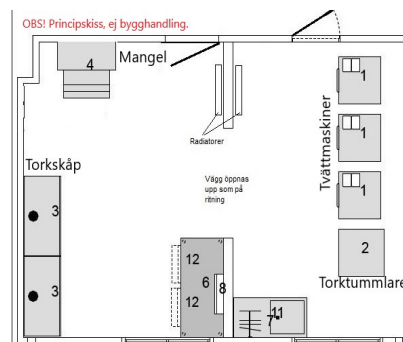 OBS! Principskiss, ej bygghandling.
Mangel
4
1
Radiatorer
Tvättmaskiner
1
Torkskåp
Vägg öppnas
upp som på
ritning
1
3
2
12
6
8
3
12
Torktummlare
7
11